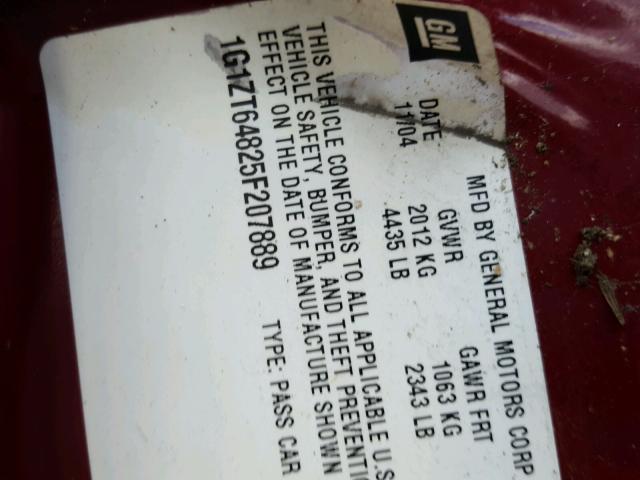 GM
MFD BY GENERAL MOTORS CORP
DATE GVWR GAWR FRT
11/04 2012 KG 1063 KG
4435 LB 2343 LB
THIS VEHICLE CONFORMS TO ALL APPLICABLE U.S
VEHICLE SAFETY, BUMPER, AND THEFT PREVENTI
EFFECT ON THE DATE OF MANUFACTURE SHOWN
1G1ZT64825F207889 TYPE: PASS CAR